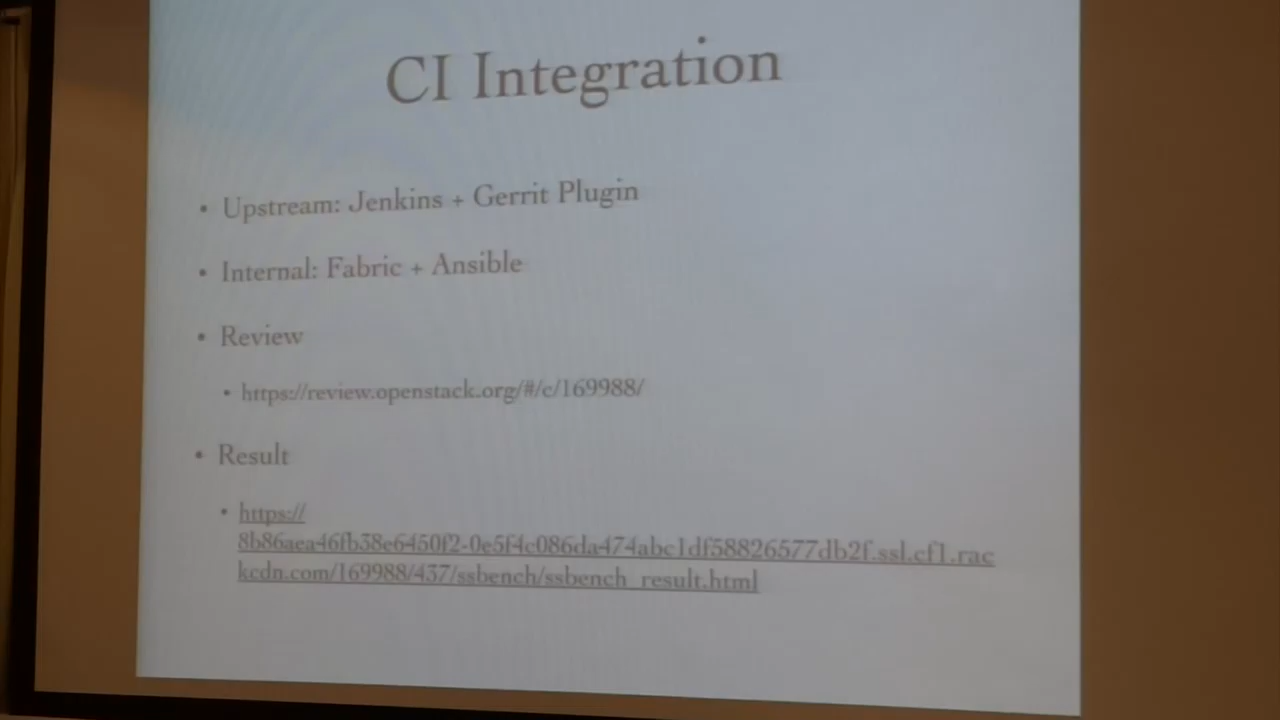 CI Integration
• Upstream: Jenkins + Gerrit Plugin
• Internal: Fabric + Ansible
• Review
• https://review.openstack.org/#/c/169988/
• Result
• https://
8b86aea46fb38e6450f2-0e5f4c086da474abc1df58826577db2f.ssl.cf1.rac
kcdn.com/169988/437/ssbench/ssbench_result.html